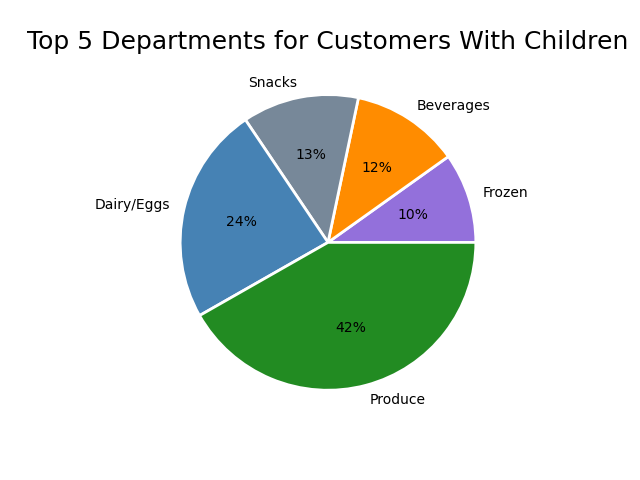 Top 5 Departments for Customers With Children
Snacks
Beverages
13%
12%
Frozen
Dairy/Eggs
10%
24%
42%
Produce